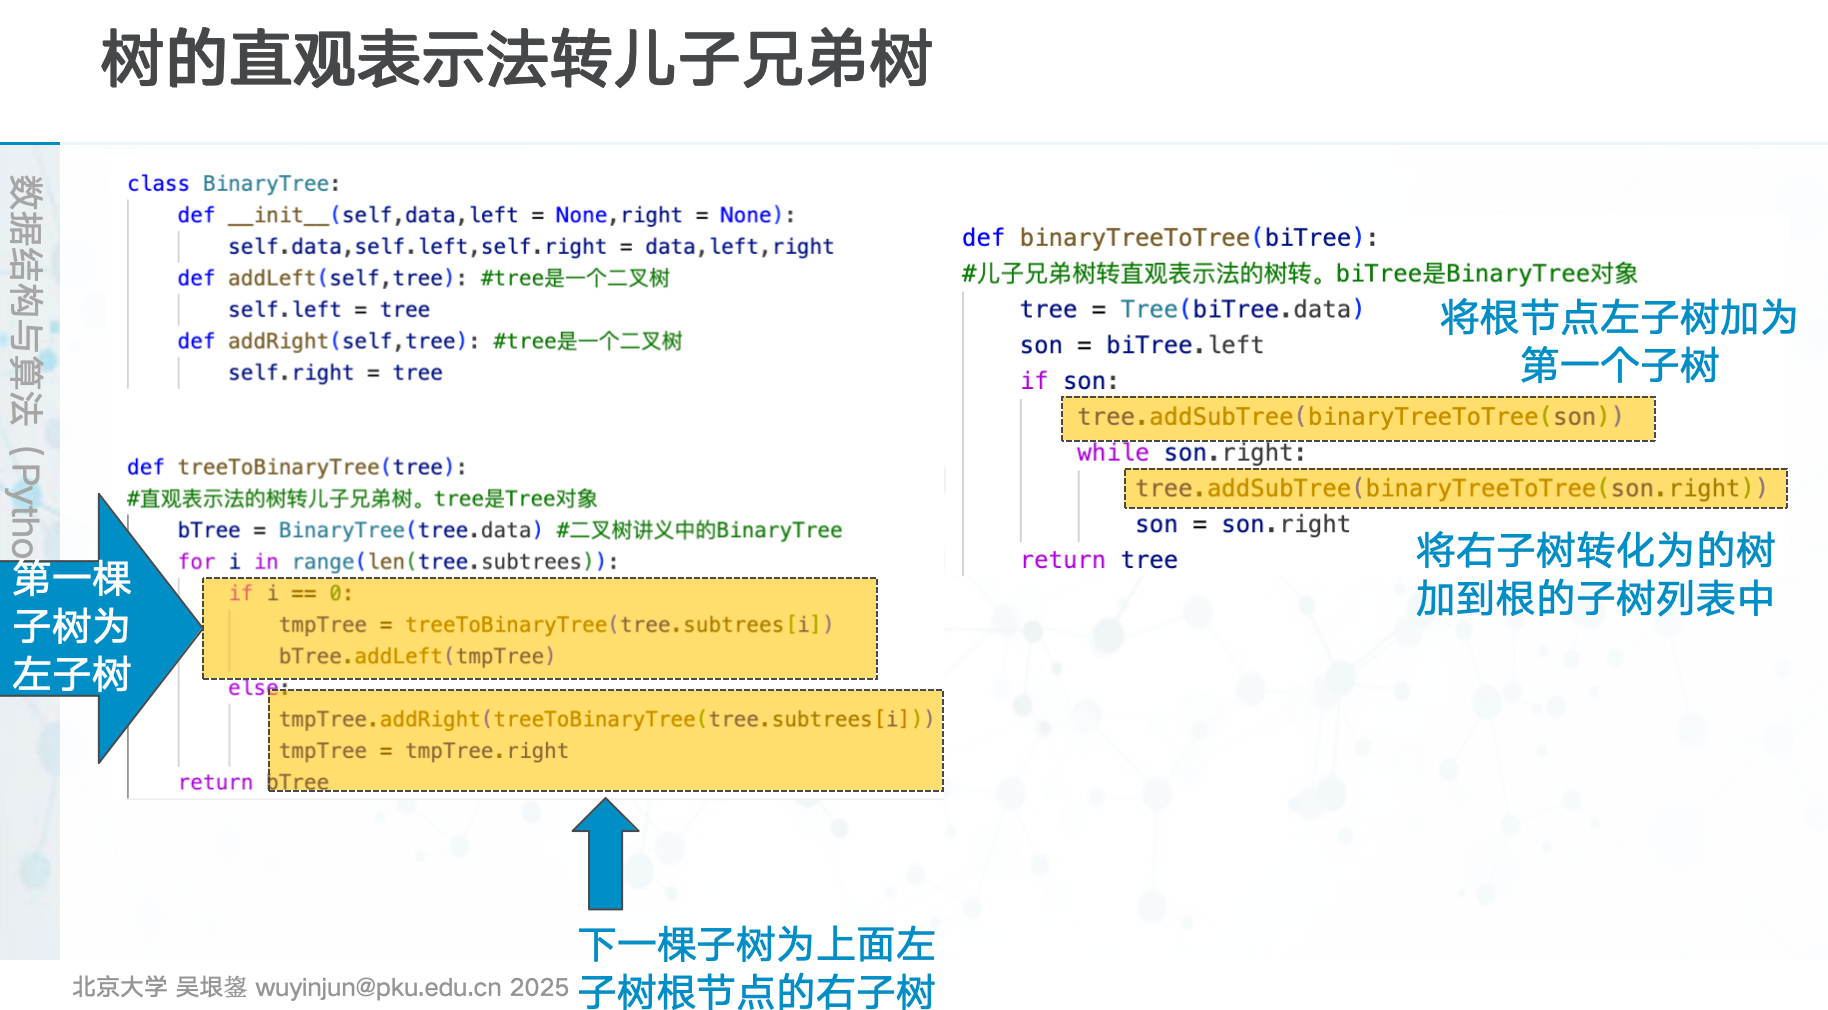 树的直观表示法转儿子兄弟树
数据结构与算法（Pytho
class BinaryTree:
def __init__(self,data,left = None,right = None):
self.data,self.left,self.right = data,left,right
def addLeft(self,tree): #tree是一个二叉树
self.left = tree
def addRight(self,tree): #tree是一个二叉树
self.right = tree
def treeToBinaryTree(tree):
#直观表示法的树转儿子兄弟树。tree是Tree对象
bTree = BinaryTree(tree.data) #二叉树讲义中的BinaryTree
for i in range(len(tree.subtrees)):
if i == 0:
tmpTree = treeToBinaryTree(tree.subtrees[i])
bTree.addLeft(tmpTree)
else:
tmpTree.addRight(treeToBinaryTree(tree.subtrees[i]))
tmpTree = tmpTree.right
return bTree
第一棵
子树为
左子树
下一棵子树为上面左
子树根节点的右子树
def binaryTreeToTree(biTree):
#儿子兄弟树转直观表示法的树转。biTree是BinaryTree对象
tree = Tree(biTree.data)
son = biTree.left
if son:
tree.addSubTree(binaryTreeToTree(son))
while son.right:
tree.addSubTree(binaryTreeToTree(son.right))
son = son.right
return tree
将根节点左子树加为
第一个子树
将右子树转化为的树
加到根的子树列表中
北京大学 吴垠鋆 wuyinjun@pku.edu.cn 2025